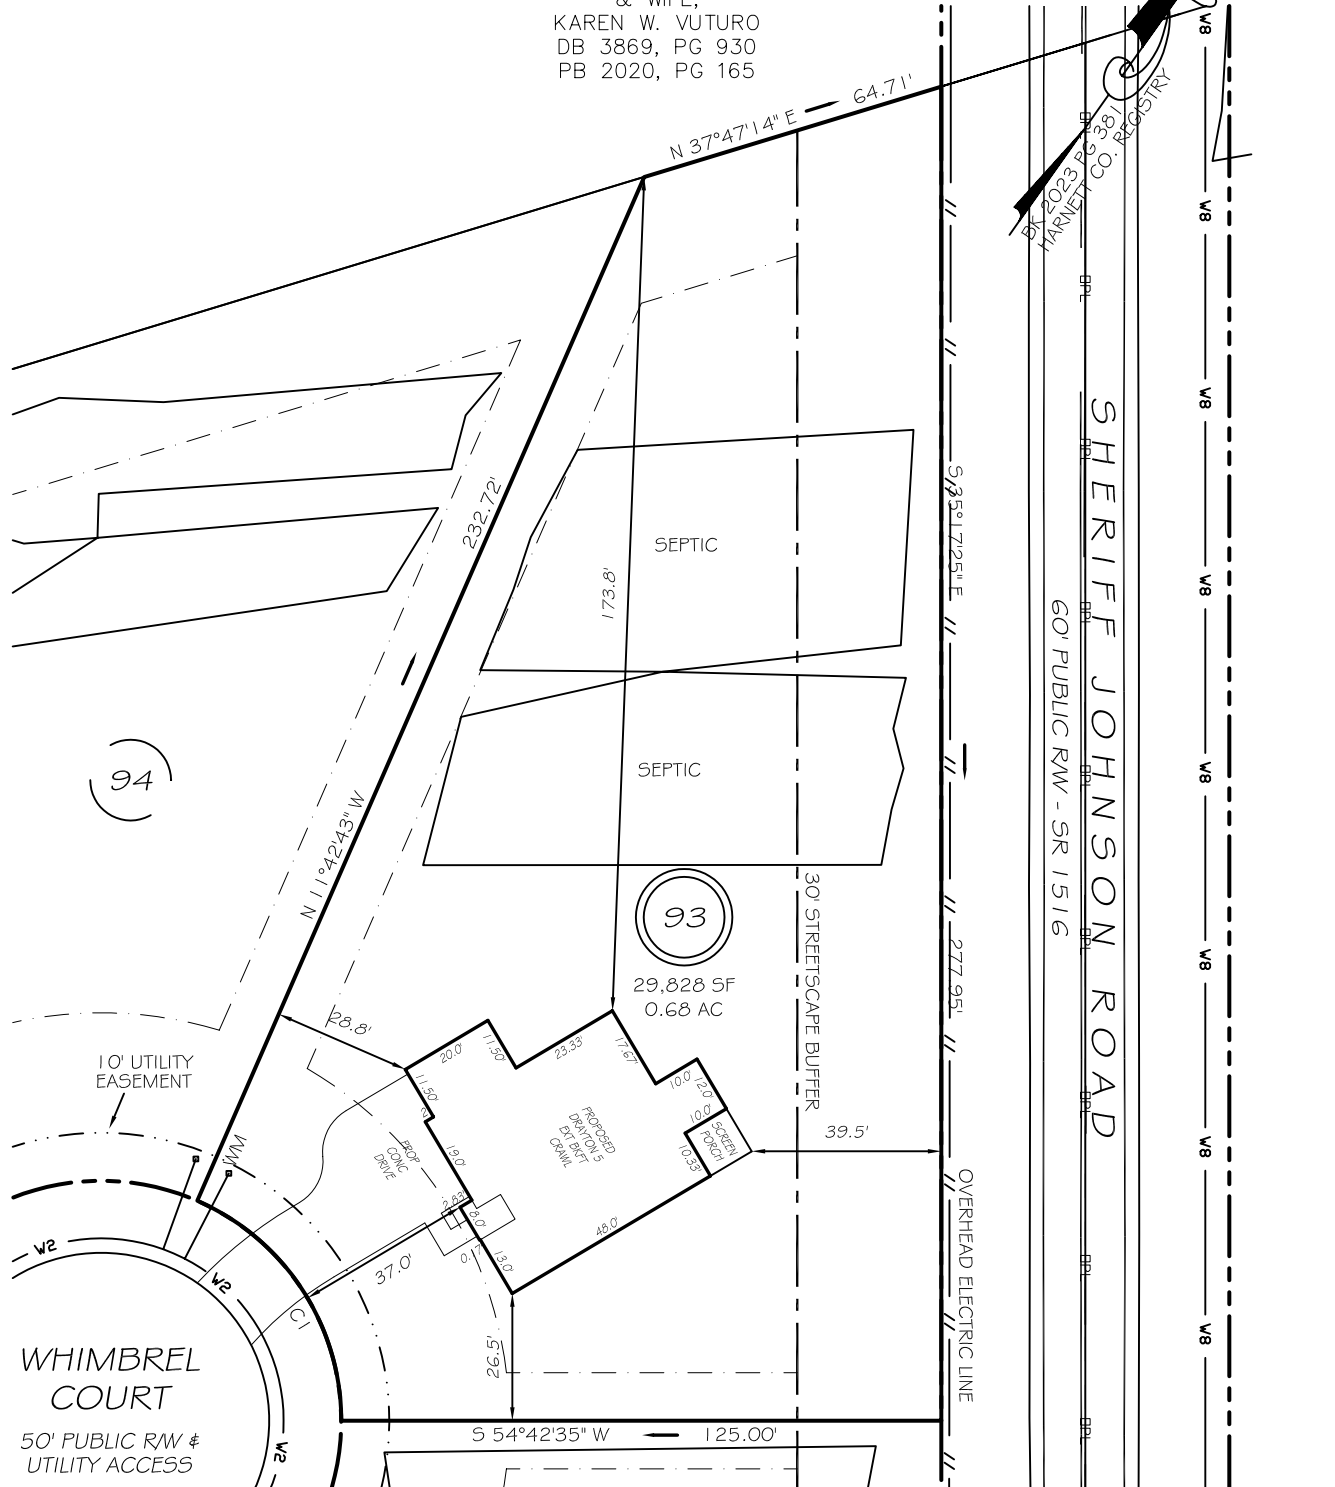 & WIFE,
KAREN W. VUTURO
DB 3869, PG 930
PB 2020, PG 165
N 37°47'14" E
64.71'
BK 2023 PG 381
HARNETT CO. REGISTRY
W8
W8
W8
W8
W8
W8
W8
W8
SHERIFF JOHNSON ROAD
60' PUBLIC R/W - SR 1516
S 35°17'25" E
277.95'
OVERHEAD ELECTRIC LINE
30' STREETSCAPE BUFFER
232.72'
N 11°42'43" W
173.8'
SEPTIC
SEPTIC
94
93
29,828 SF
0.68 AC
28.8'
10' UTILITY
EASEMENT
WM
20.0'
11.50'
23.33'
17.67'
10.0'
12.0'
10.0'
10.33'
48.0'
13.0'
0.17'
8.0'
2.83'
19.0'
11.50'
SCREEN
PORCH
PROPOSED
DRAYTON 5
EXT BKFT
CRAWL
PROP
CONC
DRIVE
39.5'
37.0'
26.5'
C1
W2
W2
W2
WHIMBREL
COURT
50' PUBLIC R/W &
UTILITY ACCESS
S 54°42'35" W
125.00'